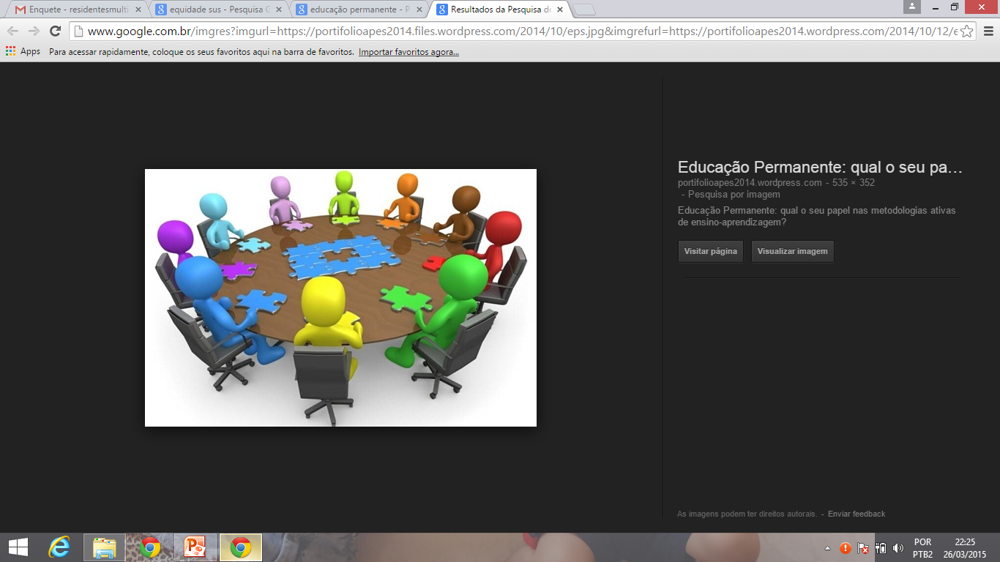 Enquete - residentesmulti
equidade sus - Pesquisa G
educação permanente - P
Resultados da Pesquisa de
www.google.com.br/imgres?imgurl=https://portifolioapes2014.files.wordpress.com/2014/10/eps.jpg&imgrefurl=https://portifolioapes2014.wordpress.com/2014/10/12/e
Apps Para acessar rapidamente, coloque os seus favoritos aqui na barra de favoritos. Importar favoritos agora...
Educação Permanente: qual o seu pa...
portifolioapes2014.wordpress.com - 535 × 352
- Pesquisa por imagem
Educação Permanente: qual o seu papel nas metodologias ativas
de ensino-aprendizagem?
Visitar página Visualizar imagem
As imagens podem ter direitos autorais. - Enviar feedback
POR 22:25
PTB2 26/03/2015